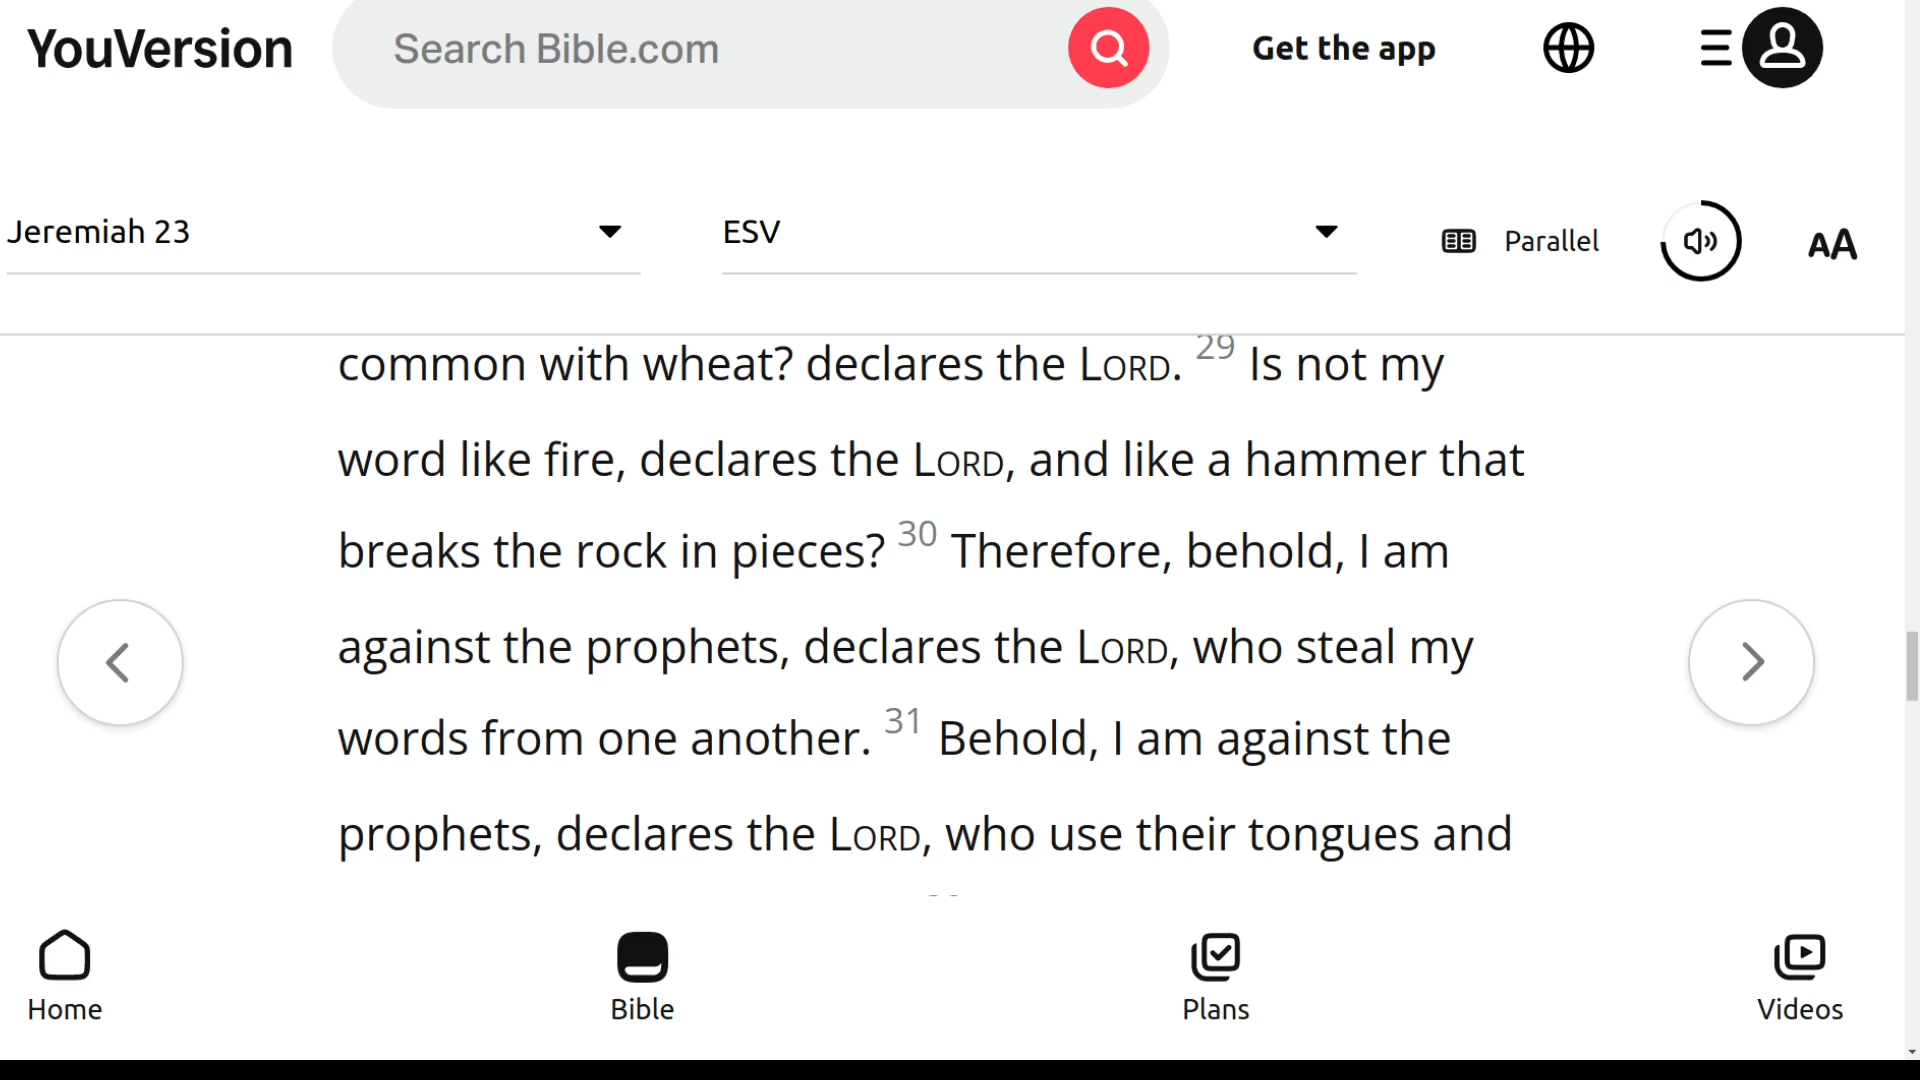 YouVersion
Search Bible.com
Get the app
Jeremiah 23
ESV
Parallel
AA
common with wheat? declares the LORD. 29 Is not my
word like fire, declares the LORD, and like a hammer that
breaks the rock in pieces? 30 Therefore, behold, I am
against the prophets, declares the LORD, who steal my
words from one another. 31 Behold, I am against the
prophets, declares the LORD, who use their tongues and
Home
Bible
Plans
Videos